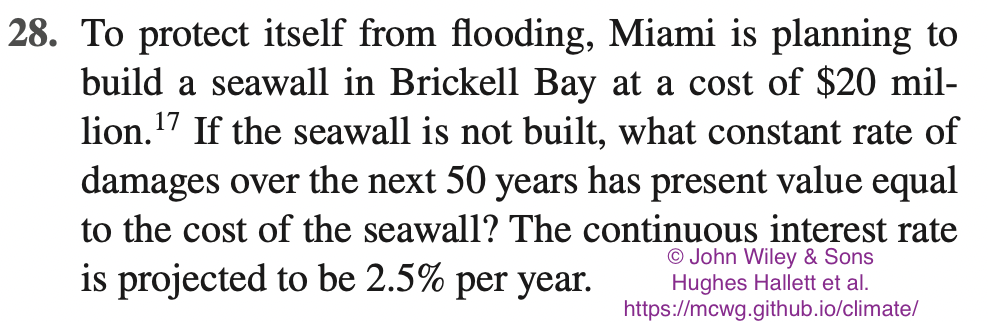 28. To protect itself from flooding, Miami is planning to
build a seawall in Brickell Bay at a cost of $20 mil-
lion.17 If the seawall is not built, what constant rate of
damages over the next 50 years has present value equal
to the cost of the seawall? The continuous interest rate
is projected to be 2.5% per year.
© John Wiley & Sons
Hughes Hallett et al.
https://mcwg.github.io/climate/